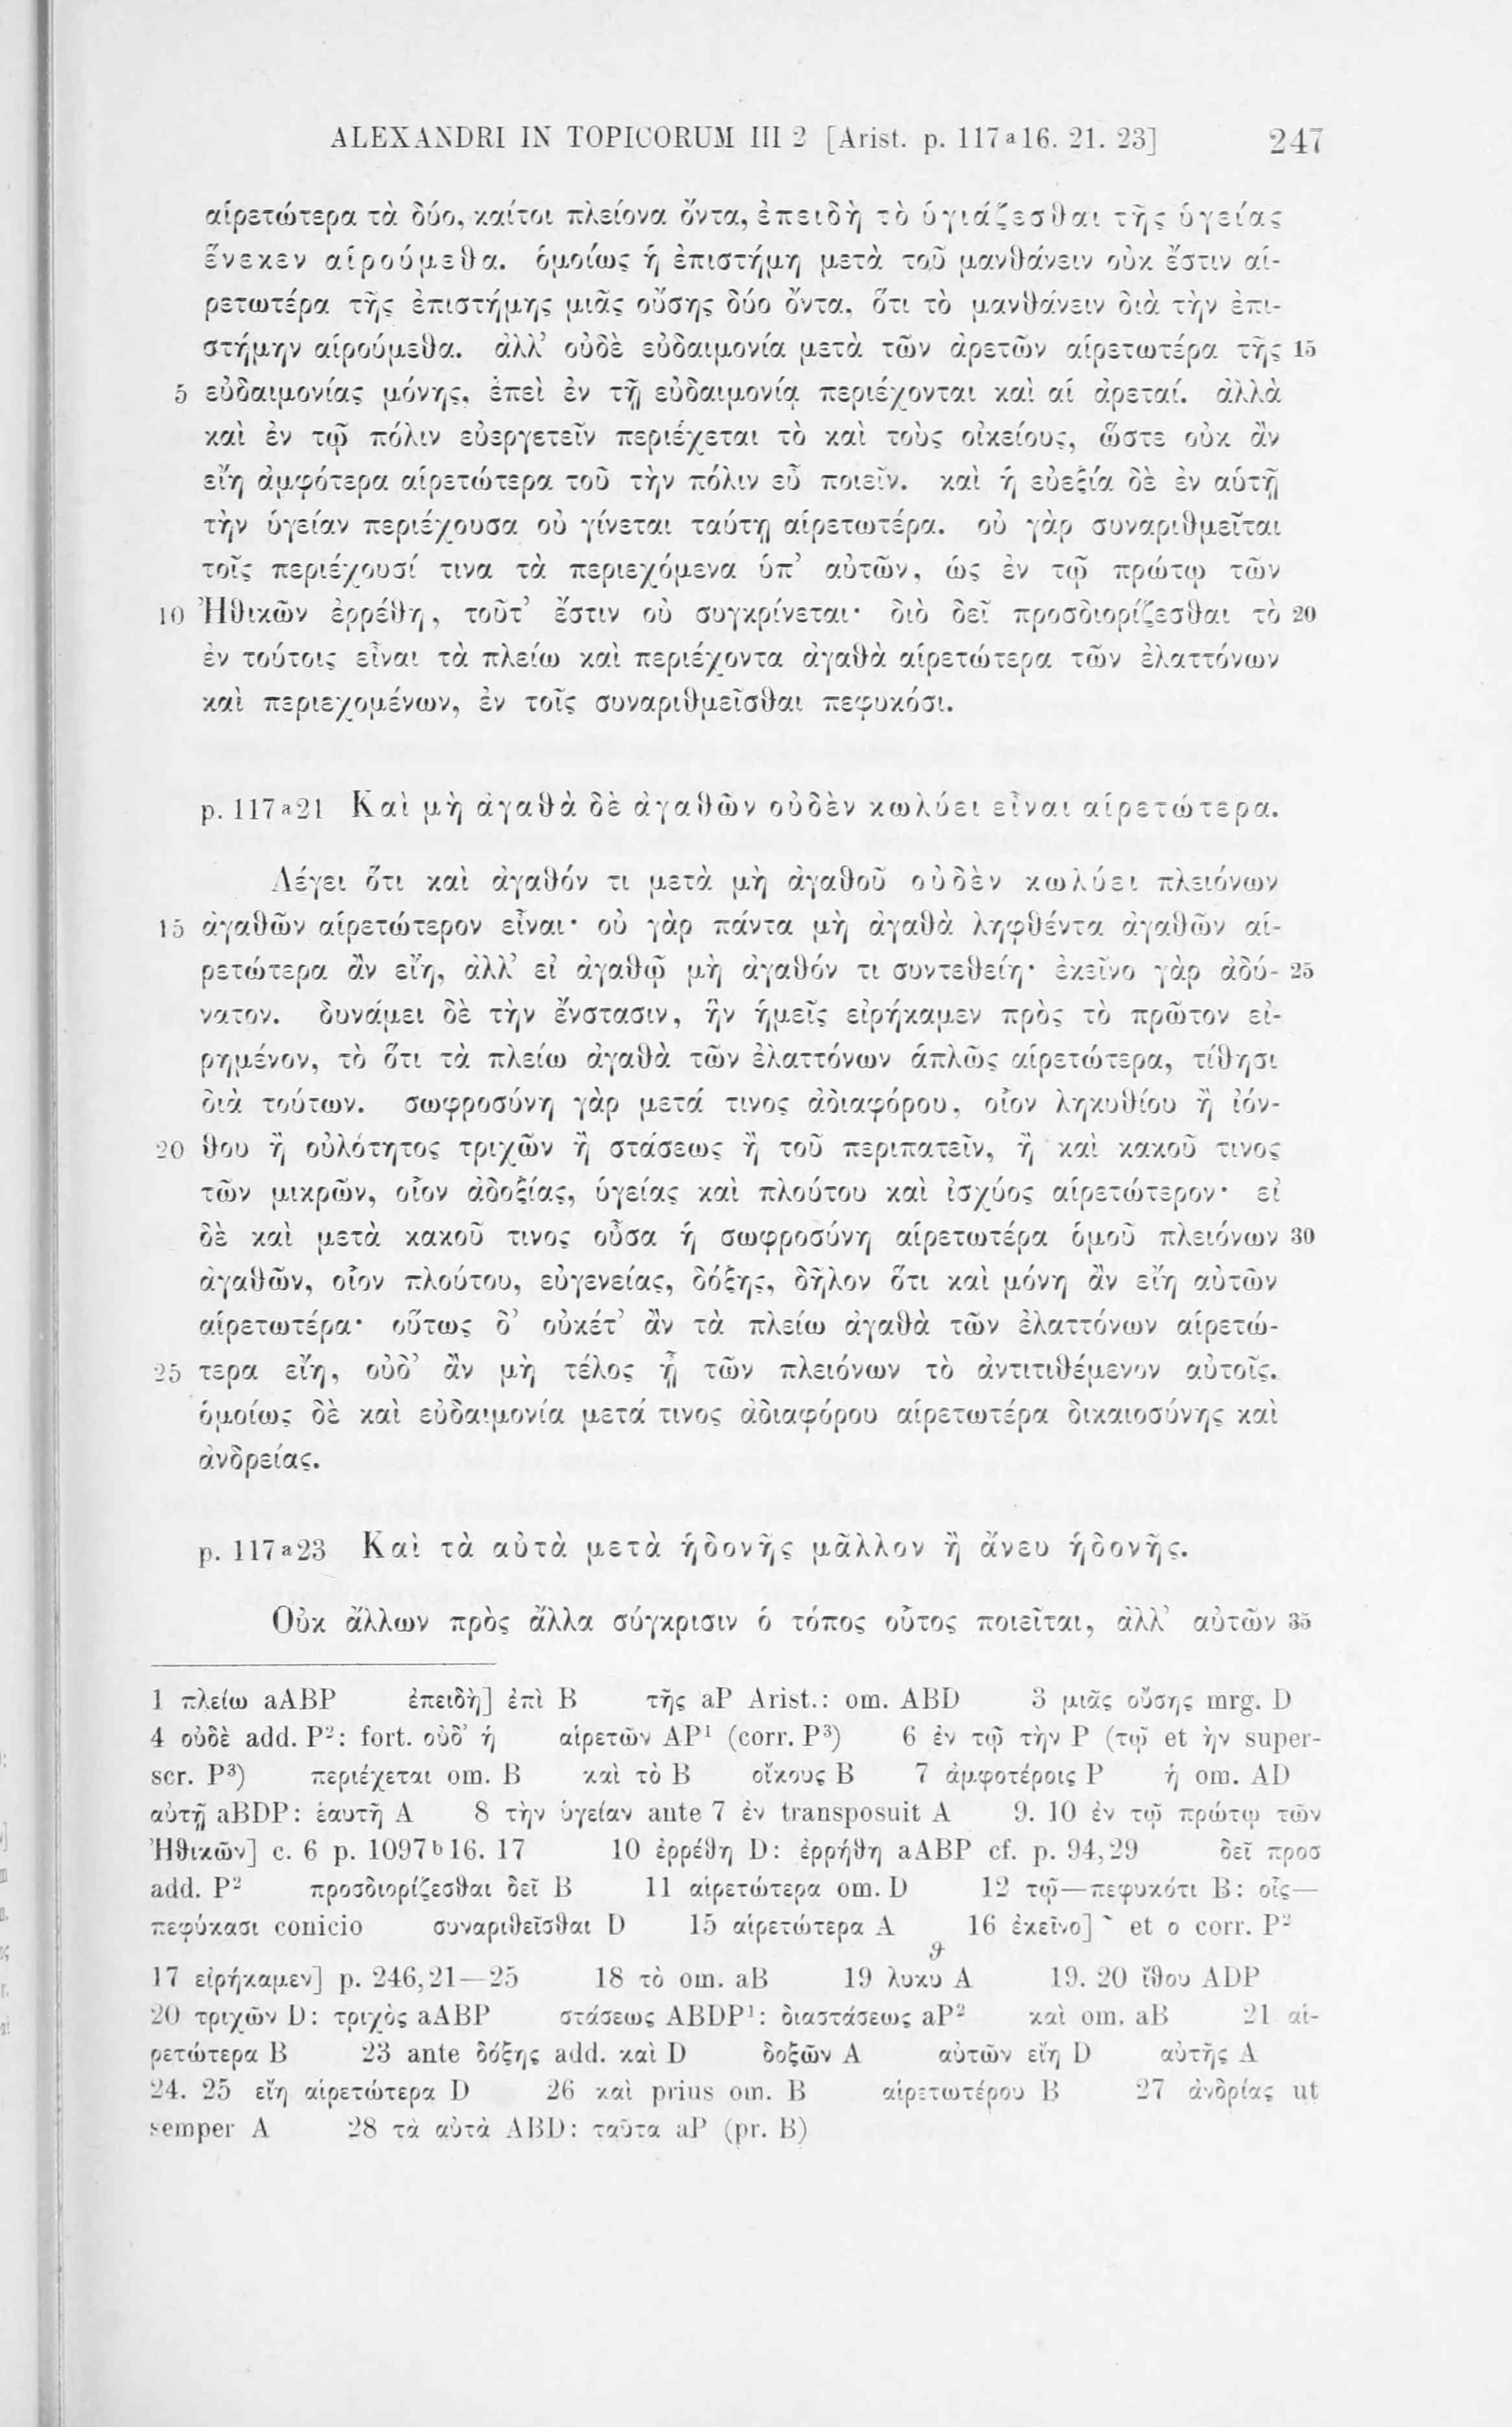 ALEXANDRI IN TOPICORUM III 2 [Arist. p. 117ª16. 21. 23] 247
αἱρετώτερα τὰ δύο, καίτοι πλείονα ὄντα, ἐπειδὴ τὸ ὑγιάζεσθαι τῆς ὑγείας
ἕνεκεν αἱρούμεθα. ὁμοίως ἡ ἐπιστήμη μετὰ τοῦ μανθάνειν οὐκ ἔστιν αἱ-
ρετωτέρα τῆς ἐπιστήμης μιᾶς οὔσης δύο ὄντα, ὅτι τὸ μανθάνειν διὰ τὴν ἐπι-
στήμην αἱρούμεθα. ἀλλ’ οὐδὲ εὐδαιμονία μετὰ τῶν ἀρετῶν αἱρετωτέρα τῆς 15
5 εὐδαιμονίας μόνης, ἐπεὶ ἐν τῇ εὐδαιμονίᾳ περιέχονται καὶ αἱ ἀρεταί. ἀλλὰ
καὶ ἐν τῷ πόλιν εὐεργετεῖν περιέχεται τὸ καὶ τοὺς οἰκείους, ὥστε οὐκ ἂν
εἴη ἀμφότερα αἱρετώτερα τοῦ τὴν πόλιν εὖ ποιεῖν. καὶ ἡ εὐεξία δὲ ἐν αὑτῇ
τὴν ὑγείαν περιέχουσα οὐ γίνεται ταύτῃ αἱρετωτέρα. οὐ γὰρ συναριθμεῖται
τοῖς περιέχουσί τινα τὰ περιεχόμενα ὑπ’ αὐτῶν, ὡς ἐν τῷ πρώτῳ τῶν
10 Ἠθικῶν ἐρρέθη, τοῦτ’ ἔστιν οὐ συγκρίνεται· διὸ δεῖ προσδιορίζεσθαι τὸ 20
ἐν τούτοις εἶναι τὰ πλείω καὶ περιέχοντα ἀγαθὰ αἱρετώτερα τῶν ἐλαττόνων
καὶ περιεχομένων, ἐν τοῖς συναριθμεῖσθαι πεφυκόσι.
p. 117ª21 Καὶ μὴ ἀγαθὰ δὲ ἀγαθῶν οὐδὲν κωλύει εἶναι αἱρετώτερα.
Λέγει ὅτι καὶ ἀγαθόν τι μετὰ μὴ ἀγαθοῦ οὐδὲν κωλύει πλειόνων
15 ἀγαθῶν αἱρετώτερον εἶναι· οὐ γὰρ πάντα μὴ ἀγαθὰ ληφθέντα ἀγαθῶν αἱ-
ρετώτερα ἂν εἴη, ἀλλ’ εἰ ἀγαθῷ μὴ ἀγαθόν τι συντεθείη· ἐκεῖνο γὰρ ἀδύ- 25
νατον. δυνάμει δὲ τὴν ἔνστασιν, ἣν ἡμεῖς εἰρήκαμεν πρὸς τὸ πρῶτον εἰ-
ρημένον, τὸ ὅτι τὰ πλείω ἀγαθὰ τῶν ἐλαττόνων ἁπλῶς αἱρετώτερα, τίθησι
διὰ τούτων. σωφροσύνη γὰρ μετά τινος ἀδιαφόρου, οἷον ληκυθίου ἢ ἰόν-
20 θου ἢ οὐλότητος τριχῶν ἢ στάσεως ἢ τοῦ περιπατεῖν, ἢ καὶ κακοῦ τινος
τῶν μικρῶν, οἷον ἀδοξίας, ὑγείας καὶ πλούτου καὶ ἰσχύος αἱρετώτερον· εἰ
δὲ καὶ μετὰ κακοῦ τινος οὖσα ἡ σωφροσύνη αἱρετωτέρα ὁμοῦ πλειόνων 30
ἀγαθῶν, οἷον πλούτου, εὐγενείας, δόξης, δῆλον ὅτι καὶ μόνη ἂν εἴη αὐτῶν
αἱρετωτέρα· οὕτως δ’ οὐκέτ’ ἂν τὰ πλείω ἀγαθὰ τῶν ἐλαττόνων αἱρετώ-
25 τερα εἴη, οὐδ’ ἂν μὴ τέλος ᾖ τῶν πλειόνων τὸ ἀντιτιθέμενον αὐτοῖς.
ὁμοίως δὲ καὶ εὐδαιμονία μετά τινος ἀδιαφόρου αἱρετωτέρα δικαιοσύνης καὶ
ἀνδρείας.
p. 117ª23 Καὶ τὰ αὐτὰ μετὰ ἡδονῆς μᾶλλον ἢ ἄνευ ἡδονῆς.
Οὐκ ἄλλων πρὸς ἄλλα σύγκρισιν ὁ τόπος οὗτος ποιεῖται, ἀλλ’ αὐτῶν 35
1 πλείω aABP ἐπειδὴ] ἐπὶ B τῆς aP Arist.: om. ABD 3 μιᾶς οὔσης mrg. D
4 οὐδὲ add. P²: fort. οὐδ’ ἡ αἱρετῶν AP¹ (corr. P³) 6 ἐν τῷ τὴν P (τῷ et ὴν super-
scr. P³) περιέχεται om. B καὶ τὸ B οἴκους B 7 ἀμφοτέροις P ἡ om. AD
αὑτῇ aBDP: ἑαυτῇ A 8 τὴν ὑγείαν ante 7 ἐν transposuit A 9. 10 ἐν τῷ πρώτῳ τῶν
Ἠθικῶν] c. 6 p. 1097ᵇ16. 17 10 ἐρρέθη D: ἐρρήθη aABP cf. p. 94,29 δεῖ προσ
add. P² προσδιορίζεσθαι δεῖ B 11 αἱρετώτερα om. D 12 τῷ—πεφυκότι B: οἷς—
πεφύκασι conicio συναριθεῖσθαι D 15 αἱρετώτερα A 16 ἐκεῖνο] ῀ et ο corr. P²
17 εἰρήκαμεν] p. 246,21—25 18 τὸ om. aB 19 λυκυ^θ A 19. 20 ἴθου ADP
20 τριχῶν D: τριχὸς aABP στάσεως ABDP¹: διαστάσεως aP² καὶ om. aB 21 αἱ-
ρετώτερα B 23 ante δόξης add. καὶ D δοξῶν A αὐτῶν εἴη D αὐτῆς A
24. 25 εἴη αἱρετώτερα D 26 καὶ prius om. B αἱρετωτέρου B 27 ἀνδρίας ut
semper A 28 τὰ αὐτὰ ABD: ταῦτα aP (pr. B)